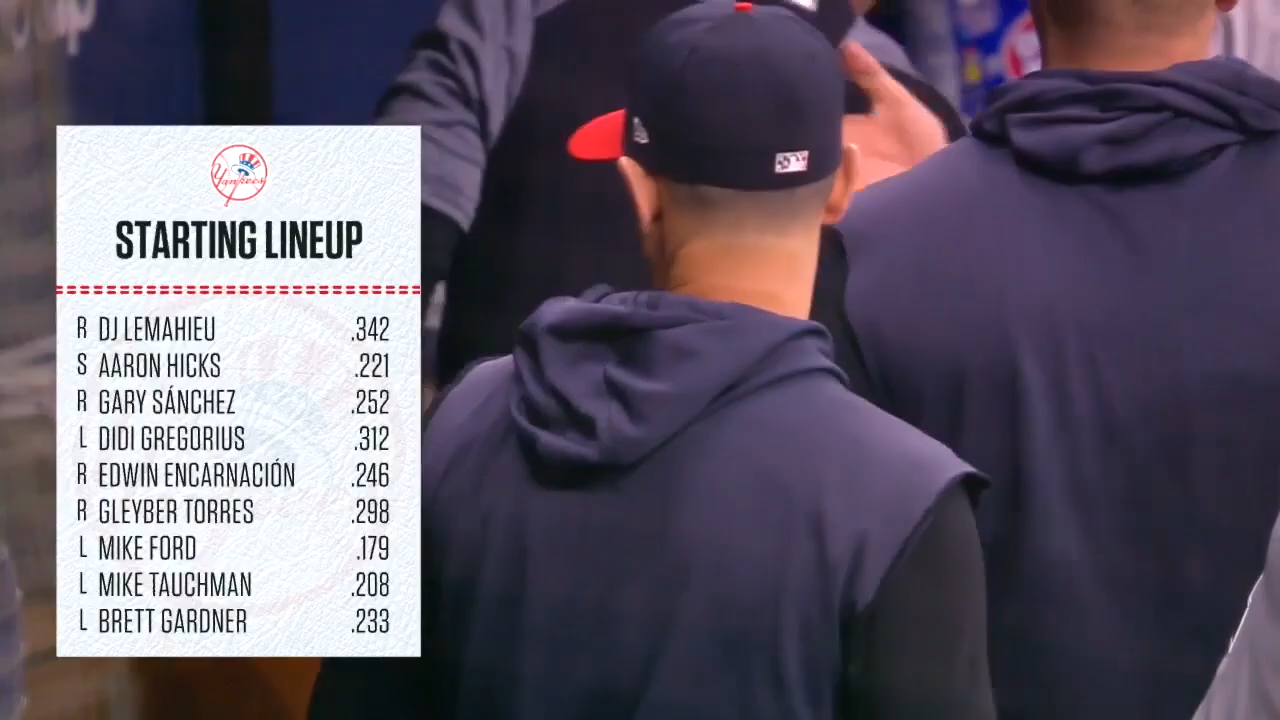 Yankees
STARTING LINEUP
R DJ LEMAHIEU .342
S AARON HICKS .221
R GARY SÁNCHEZ .252
L DIDI GREGORIUS .312
R EDWIN ENCARNACIÓN .246
R GLEYBER TORRES .298
L MIKE FORD .179
L MIKE TAUCHMAN .208
L BRETT GARDNER .233